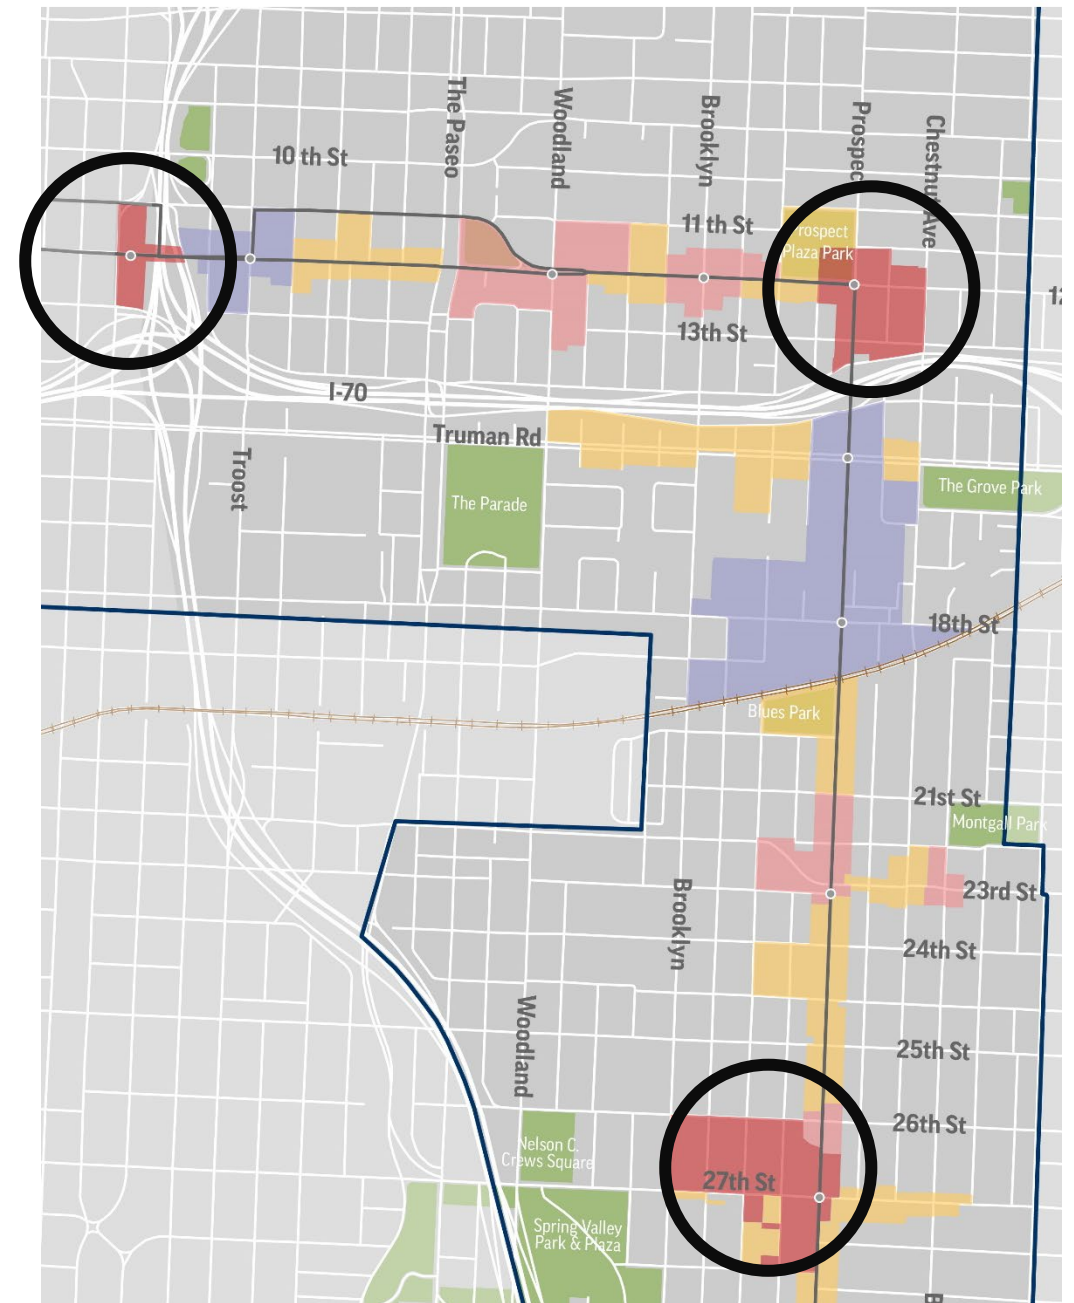 The Paseo
Woodland
Brooklyn
Prospec
Chestnut Ave
10 th St
11 th St
Prospect
Plaza Park
12
13th St
I-70
Truman Rd
Troost
The Parade
The Grove Park
18th St
Blues Park
21st St
Montgall Park
23rd St
Brooklyn
24th St
Woodland
25th St
26th St
Nelson C.
Crews Square
27th St
Spring Valley
Park & Plaza